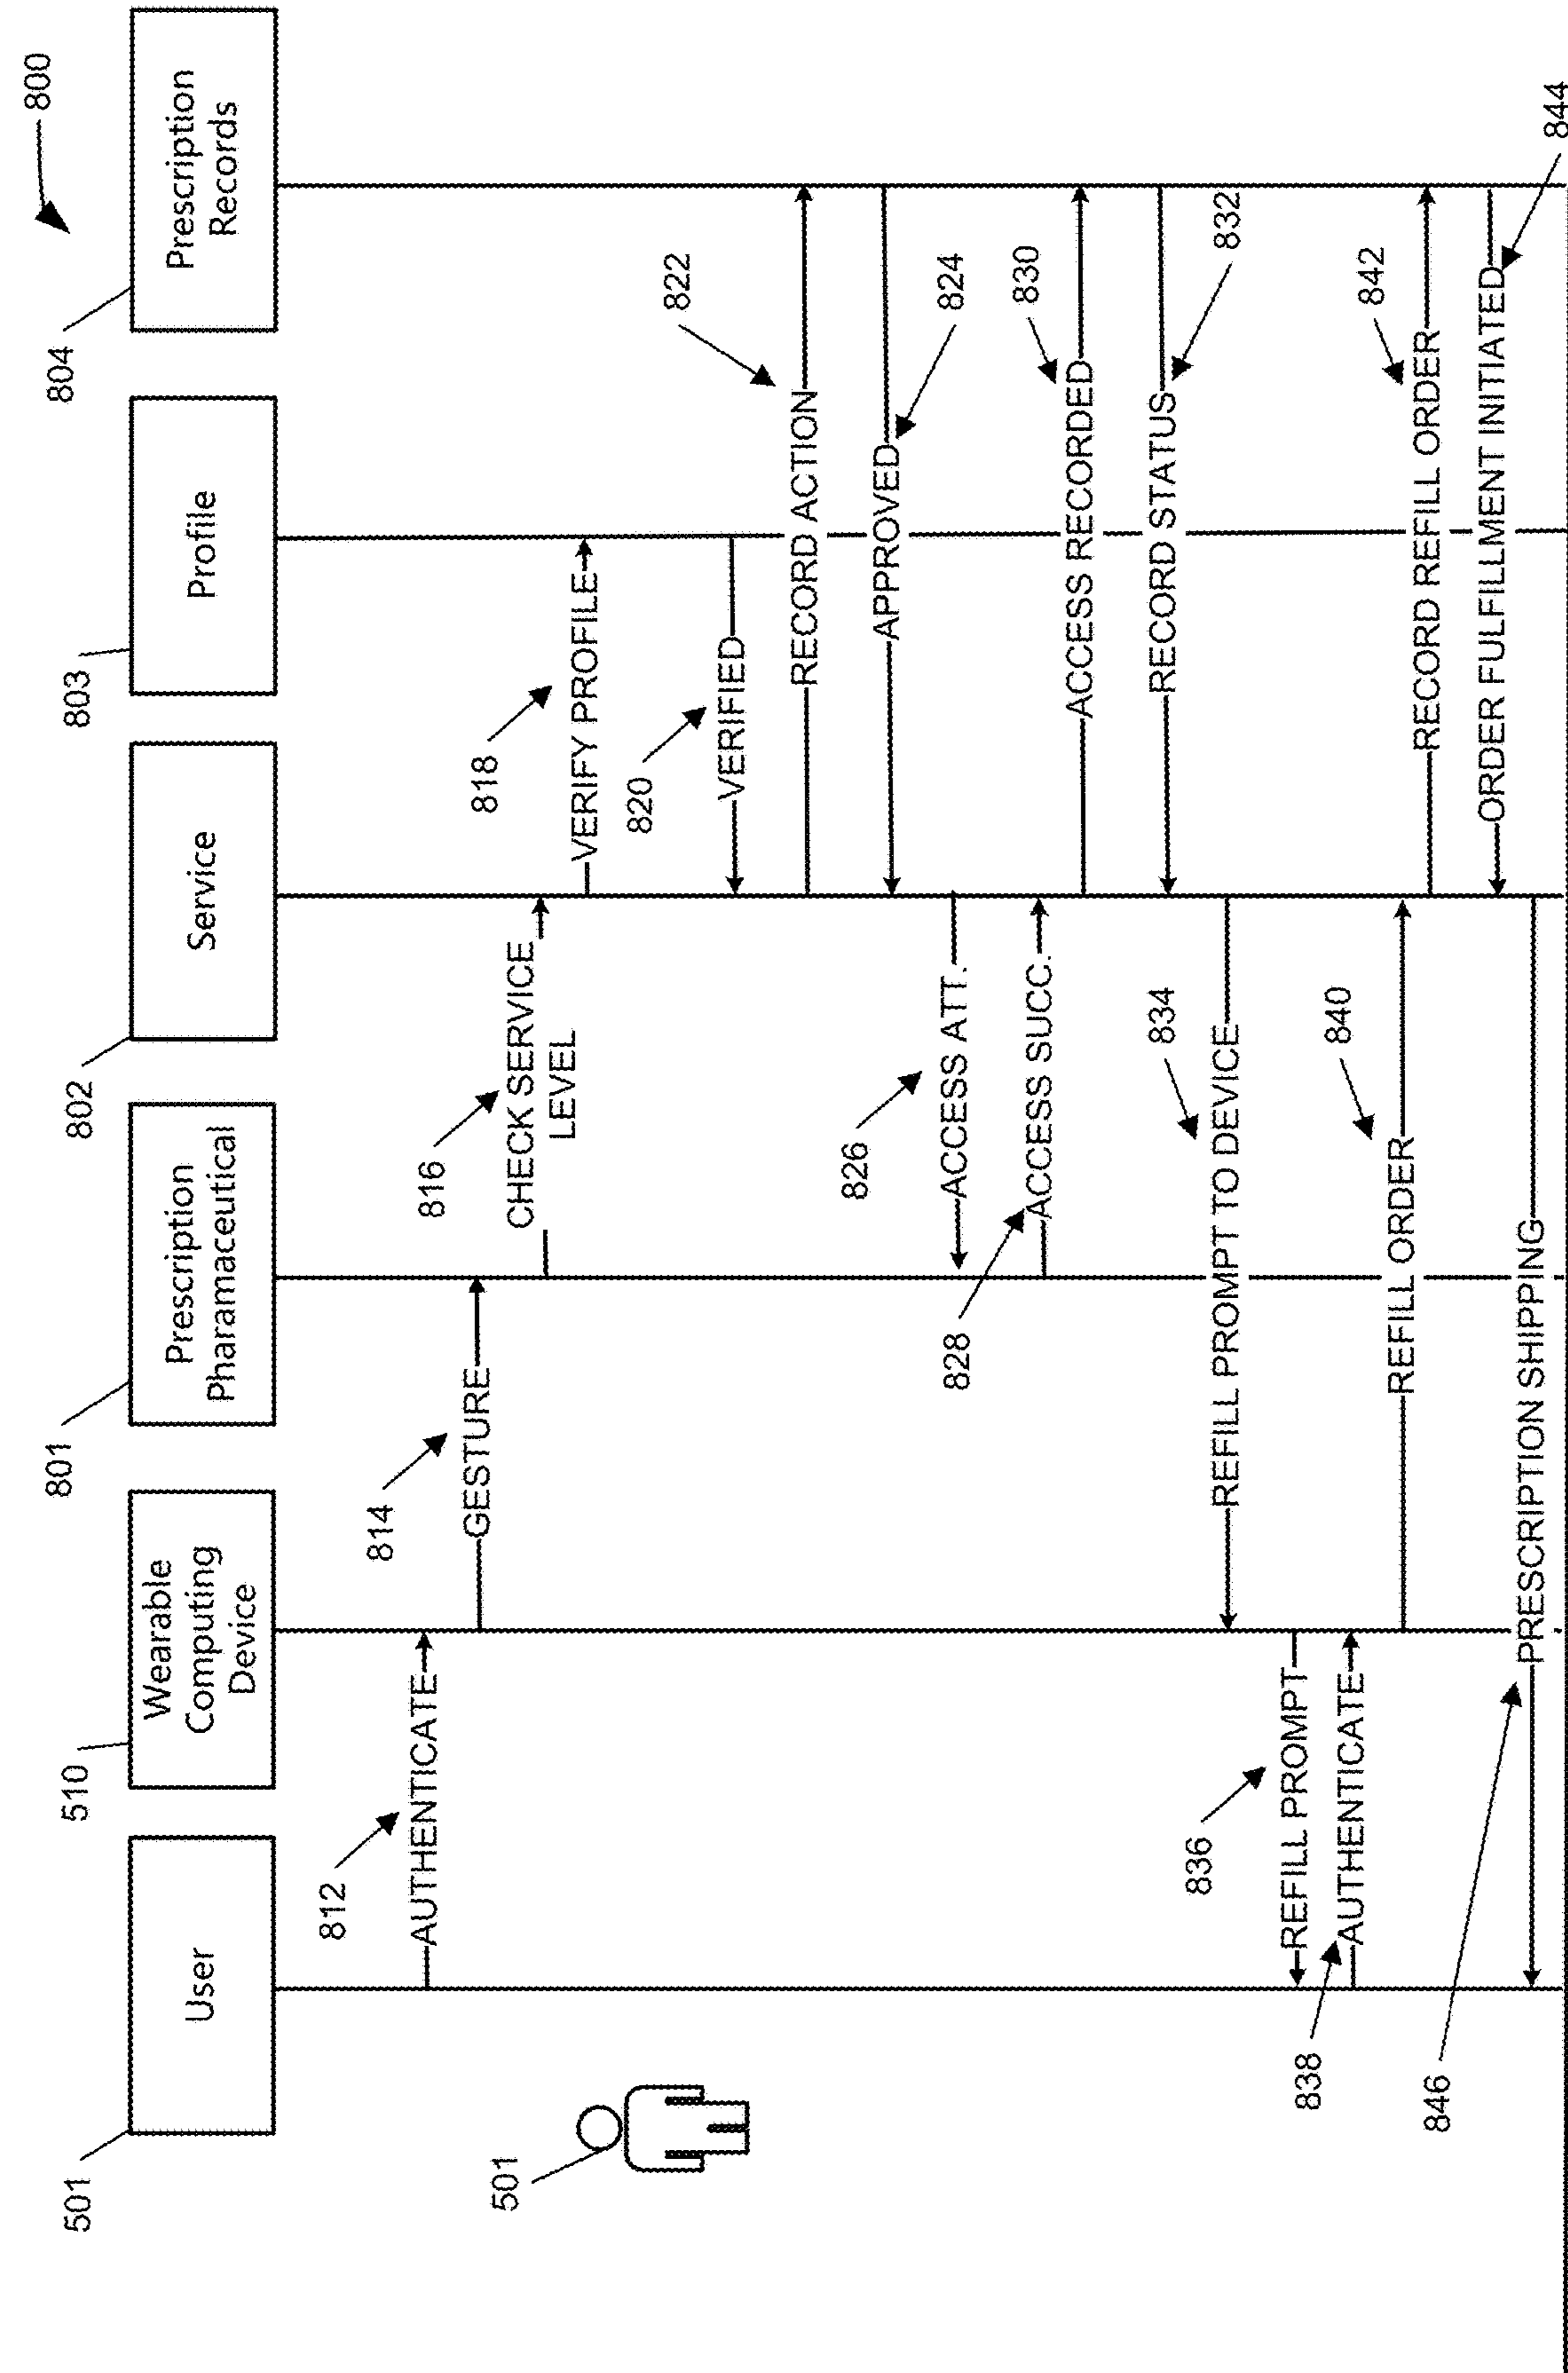 800
501
510
801
802
803
804
User
Wearable
Computing
Device
Prescription
Pharamaceutical
Service
Profile
Prescription
Records
812
AUTHENTICATE
814
GESTURE
816
CHECK SERVICE
LEVEL
818
VERIFY PROFILE
501
820
VERIFIED
822
RECORD ACTION
824
APPROVED
826
ACCESS ATT.
828
ACCESS SUCC.
830
ACCESS RECORDED
832
RECORD STATUS
834
REFILL PROMPT TO DEVICE
836
REFILL PROMPT
838
AUTHENTICATE
840
REFILL ORDER
842
RECORD REFILL ORDER
844
ORDER FULFILLMENT INITIATED
846
PRESCRIPTION SHIPPING